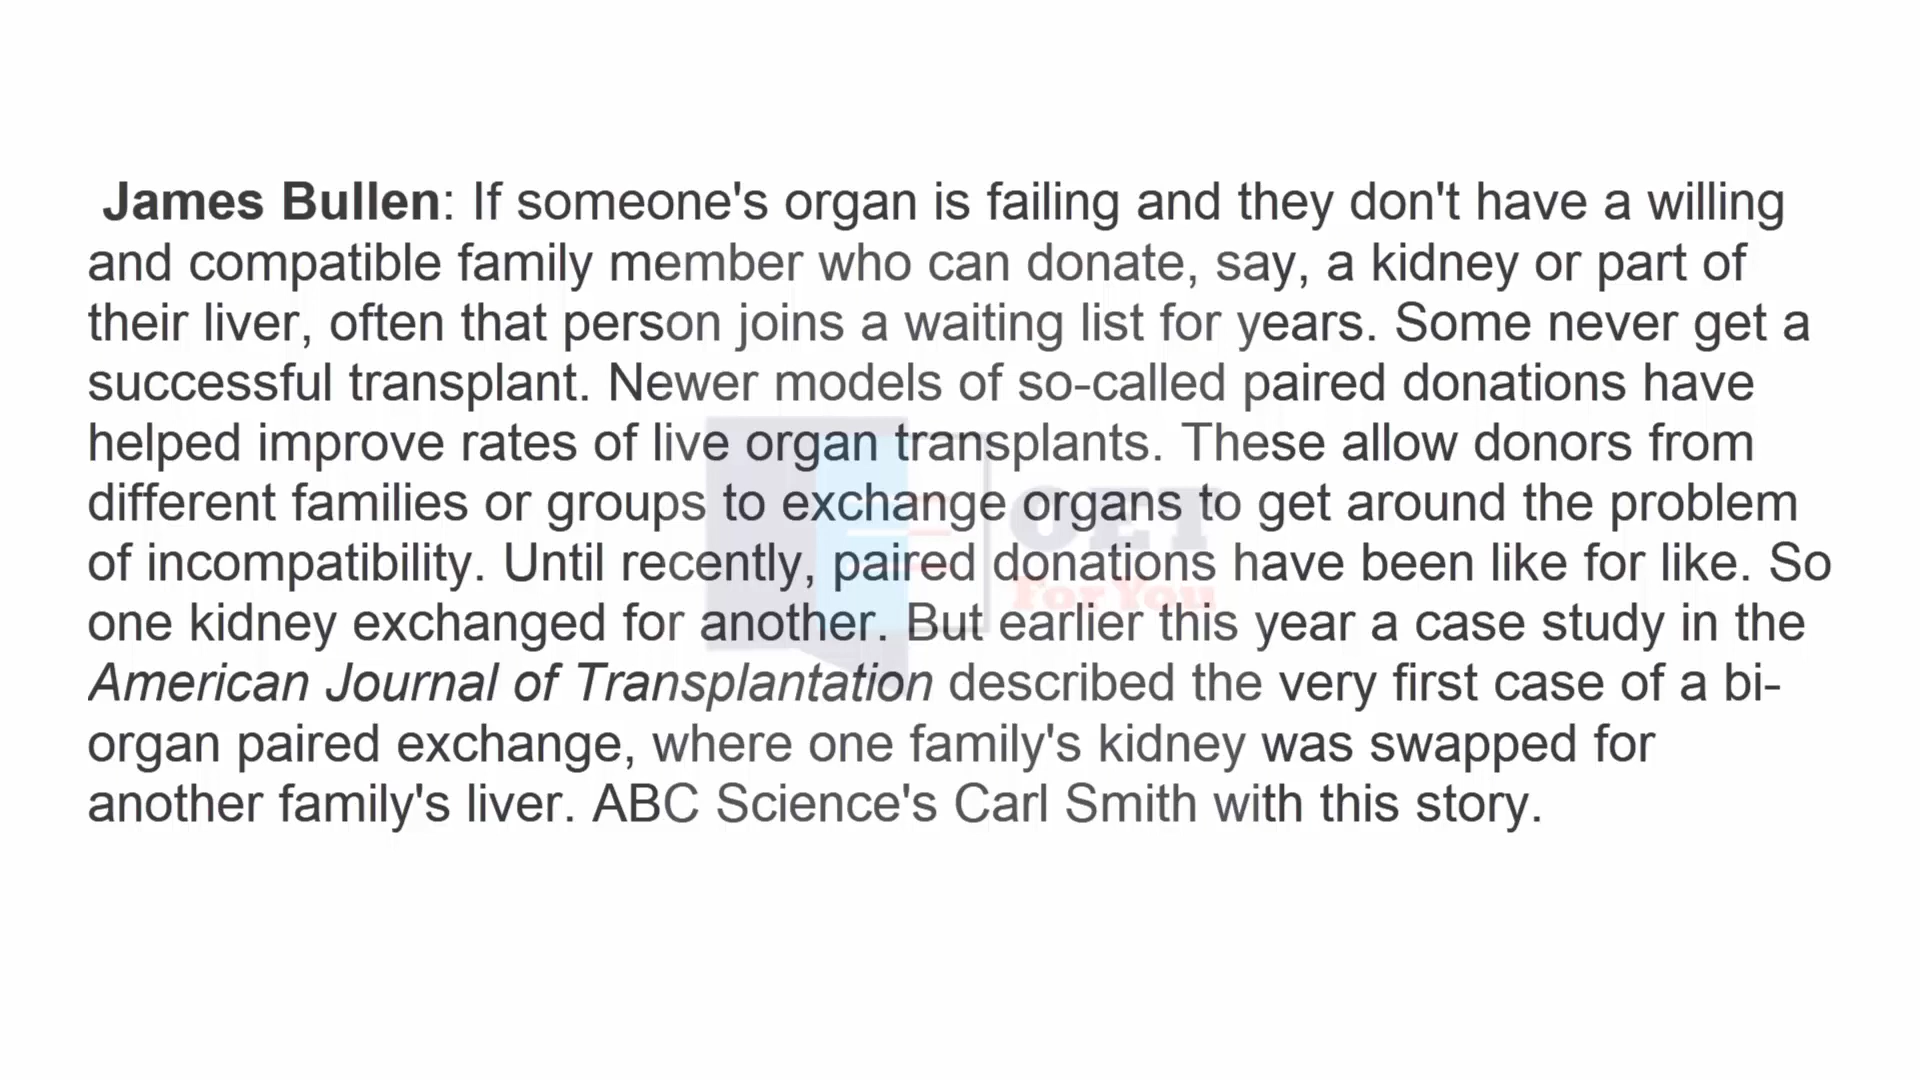 James Bullen: If someone's organ is failing and they don't have a willing
and compatible family member who can donate, say, a kidney or part of
their liver, often that person joins a waiting list for years. Some never get a
successful transplant. Newer models of so-called paired donations have
helped improve rates of live organ transplants. These allow donors from
different families or groups to exchange organs to get around the problem
of incompatibility. Until recently, paired donations have been like for like. So
one kidney exchanged for another. But earlier this year a case study in the
American Journal of Transplantation described the very first case of a bi-
organ paired exchange, where one family's kidney was swapped for
another family's liver. ABC Science's Carl Smith with this story.
OET
For You